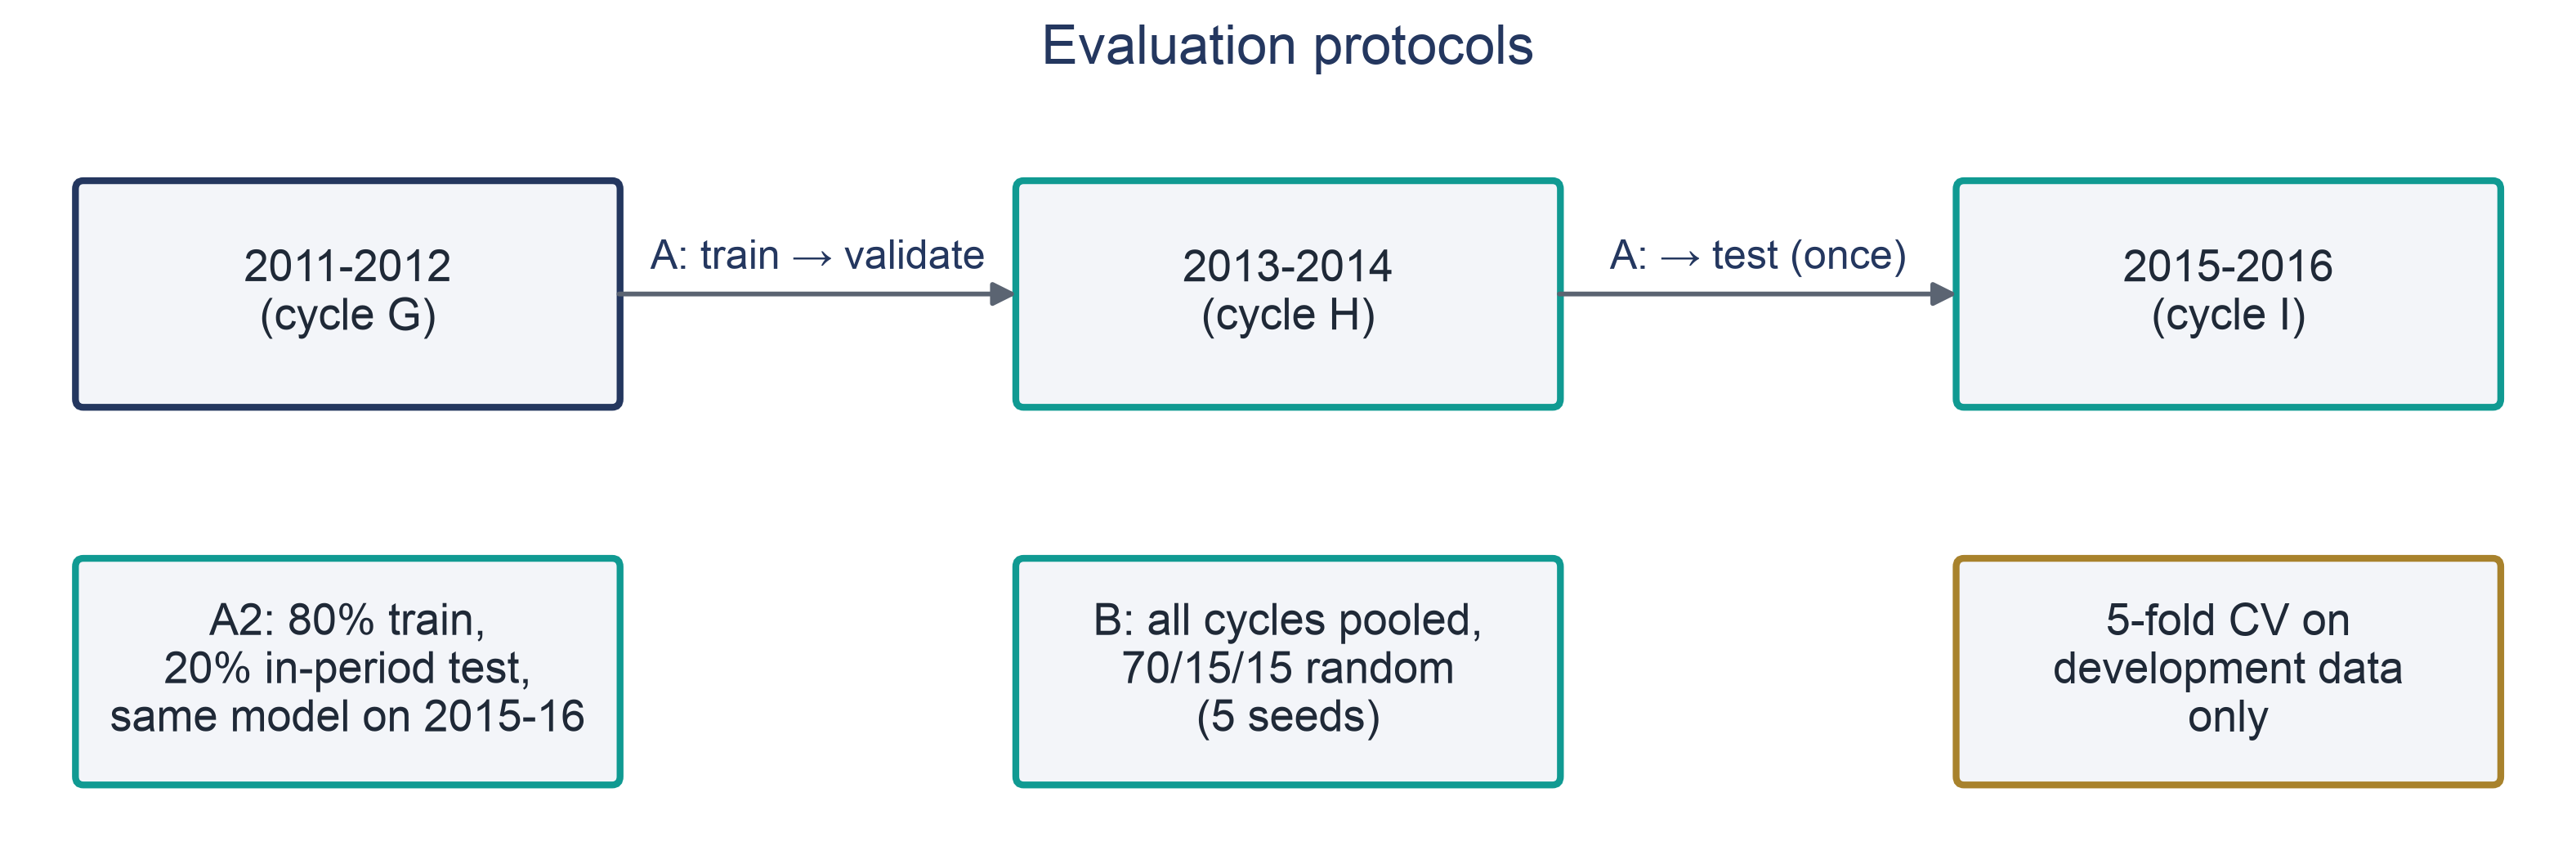 Evaluation protocols
2011-2012
(cycle G)
A: train → validate
2013-2014
(cycle H)
A: → test (once)
2015-2016
(cycle I)
A2: 80% train,
20% in-period test,
same model on 2015-16
B: all cycles pooled,
70/15/15 random
(5 seeds)
5-fold CV on
development data
only